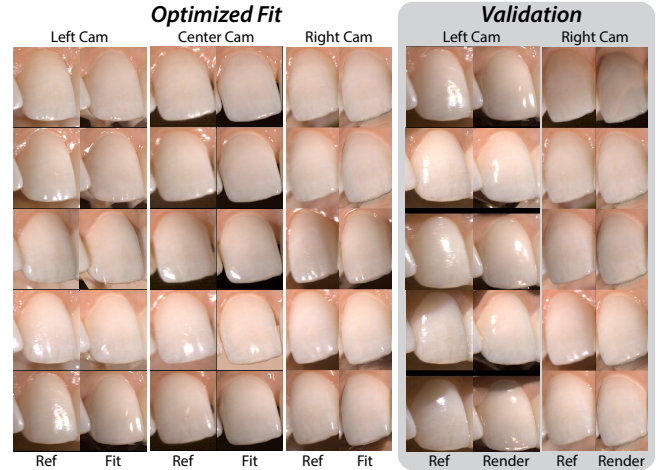 Optimized Fit Validation
Left Cam Center Cam Right Cam Left Cam Right Cam
Ref Fit Ref Fit Ref Fit Ref Render Ref Render